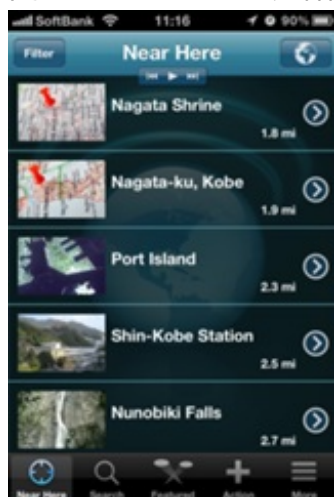 SoftBank 11:16 90%
Filter Near Here
Nagata Shrine
1.8 mi
Nagata-ku, Kobe
1.9 mi
Port Island
2.3 mi
Shin-Kobe Station
2.5 mi
Nunobiki Falls
2.7 mi
Near Here Search Featured Action More